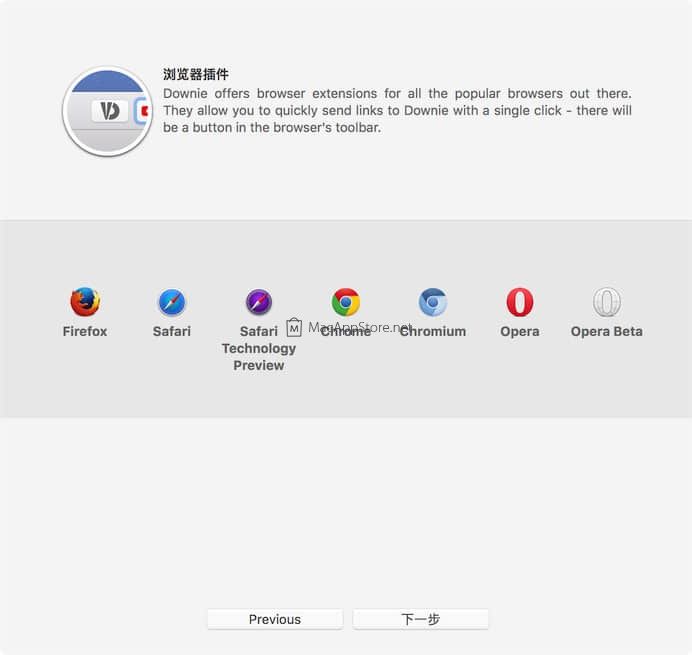 浏览器插件
Downie offers browser extensions for all the popular browsers out there.
They allow you to quickly send links to Downie with a single click - there will
be a button in the browser's toolbar.
Firefox
Safari
Safari
Technology
Preview
Chrome
Chromium
Opera
Opera Beta
MacAppStore.net
Previous
下一步